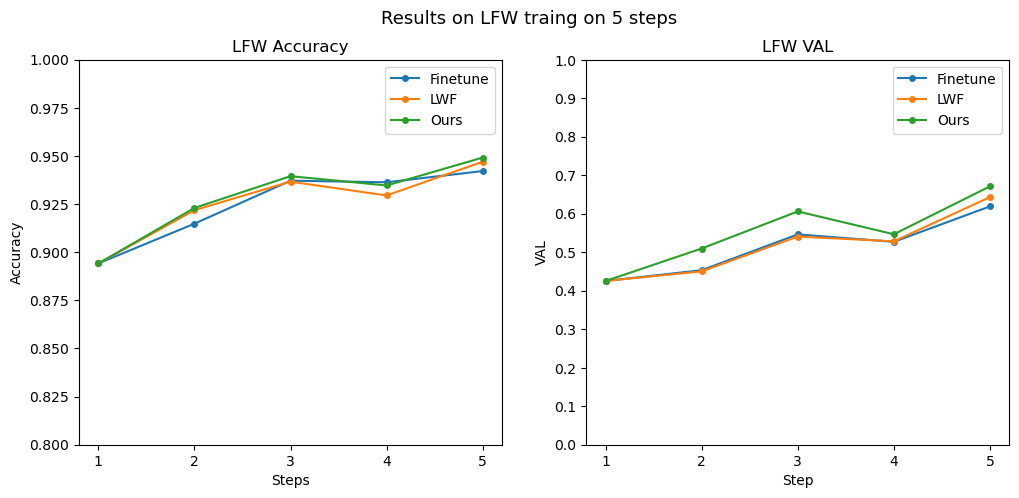 Results on LFW traing on 5 steps
LFW Accuracy
1.000
0.975
0.950
0.925
0.900
0.875
0.850
0.825
0.800
Accuracy
1 2 3 4 5
Steps
Finetune
LWF
Ours
LFW VAL
1.0
0.9
0.8
0.7
0.6
0.5
0.4
0.3
0.2
0.1
0.0
VAL
1 2 3 4 5
Step
Finetune
LWF
Ours